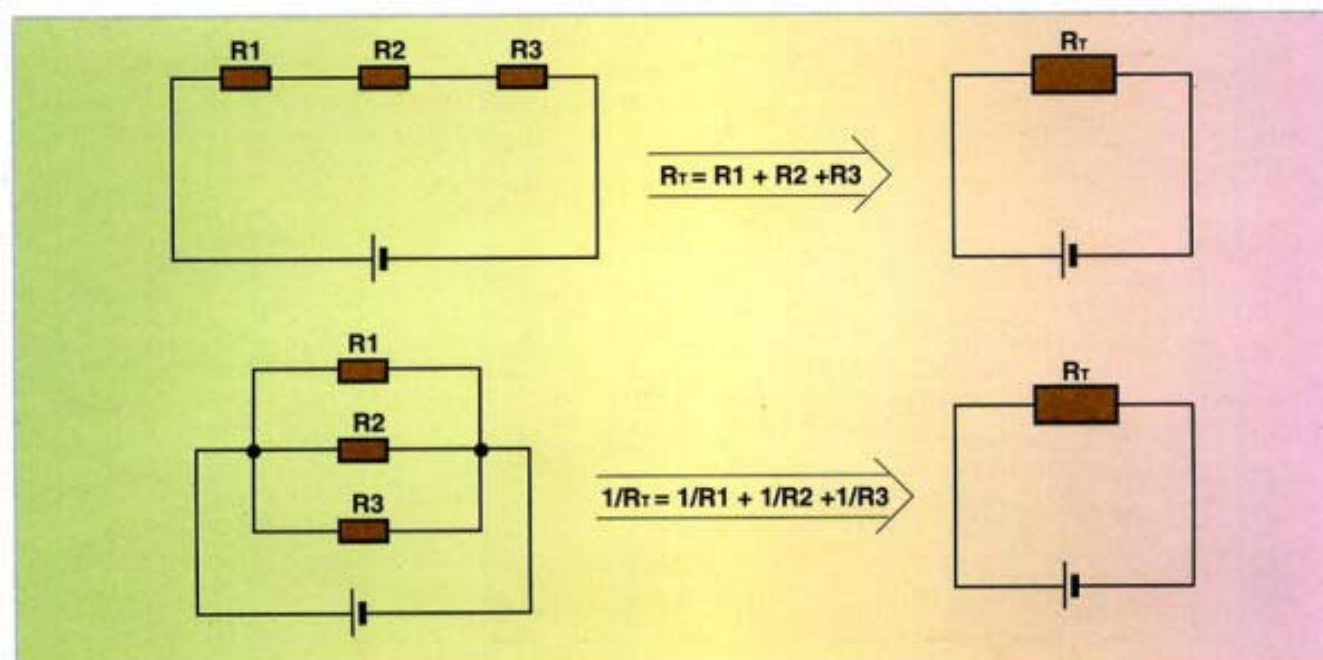 R1 R2 R3
RT
RT = R1 + R2 +R3
R1
R2
R3
RT
1/RT = 1/R1 + 1/R2 +1/R3